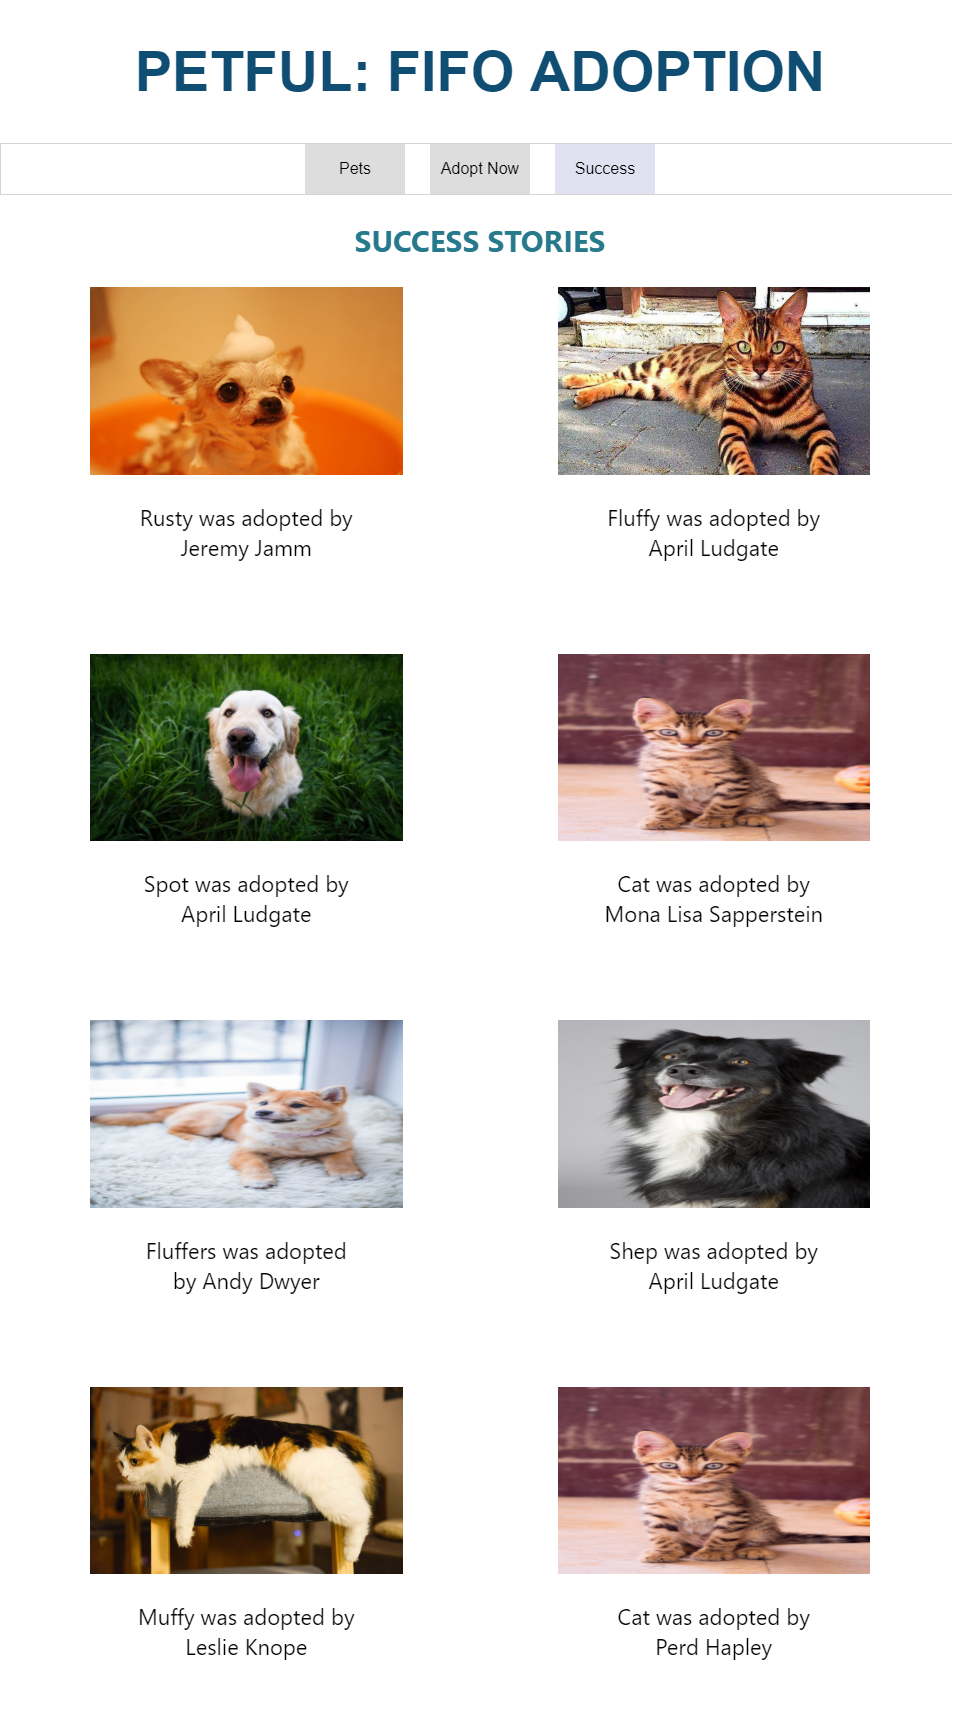 PETFUL: FIFO ADOPTION
Pets
Adopt Now
Success
SUCCESS STORIES
Rusty was adopted by
Jeremy Jamm
Fluffy was adopted by
April Ludgate
Spot was adopted by
April Ludgate
Cat was adopted by
Mona Lisa Sapperstein
Fluffers was adopted
by Andy Dwyer
Shep was adopted by
April Ludgate
Muffy was adopted by
Leslie Knope
Cat was adopted by
Perd Hapley